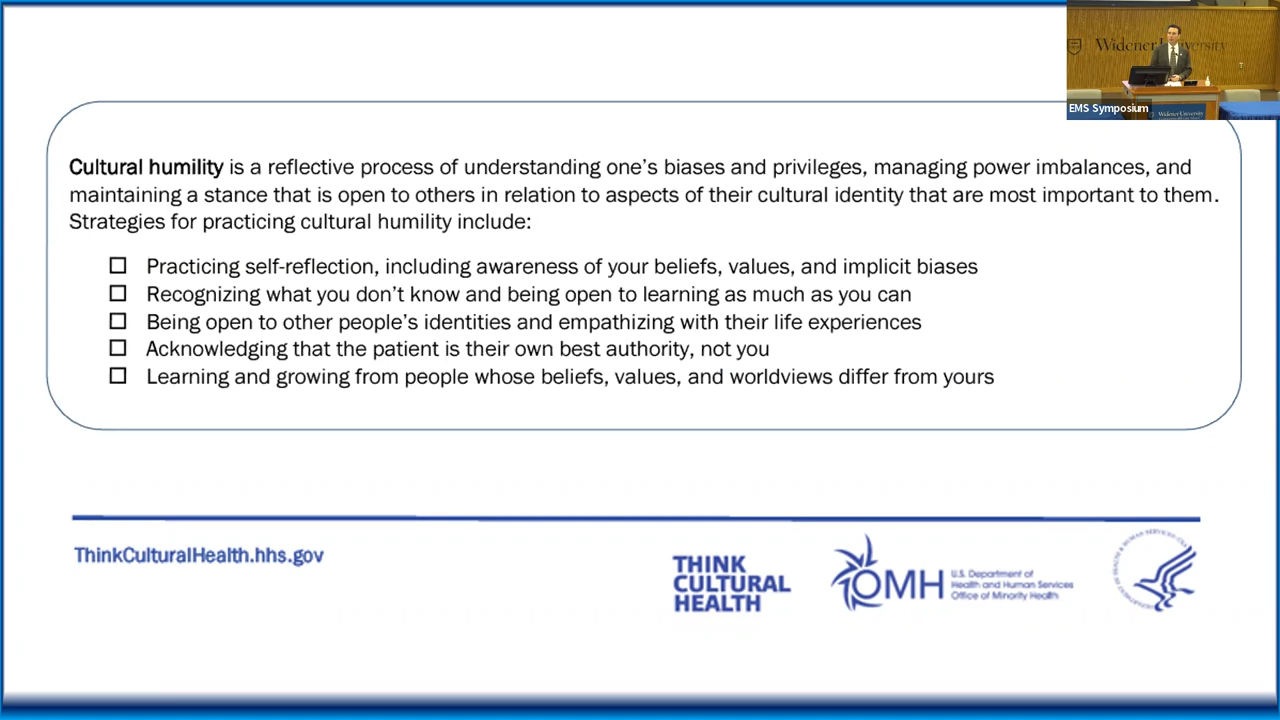 Widener University
EMS Symposium
Widener University
Cultural humility is a reflective process of understanding one’s biases and privileges, managing power imbalances, and
maintaining a stance that is open to others in relation to aspects of their cultural identity that are most important to them.
Strategies for practicing cultural humility include:
Practicing self-reflection, including awareness of your beliefs, values, and implicit biases
Recognizing what you don’t know and being open to learning as much as you can
Being open to other people’s identities and empathizing with their life experiences
Acknowledging that the patient is their own best authority, not you
Learning and growing from people whose beliefs, values, and worldviews differ from yours
ThinkCulturalHealth.hhs.gov
THINK
CULTURAL
HEALTH
OMH
U.S. Department of
Health and Human Services
Office of Minority Health